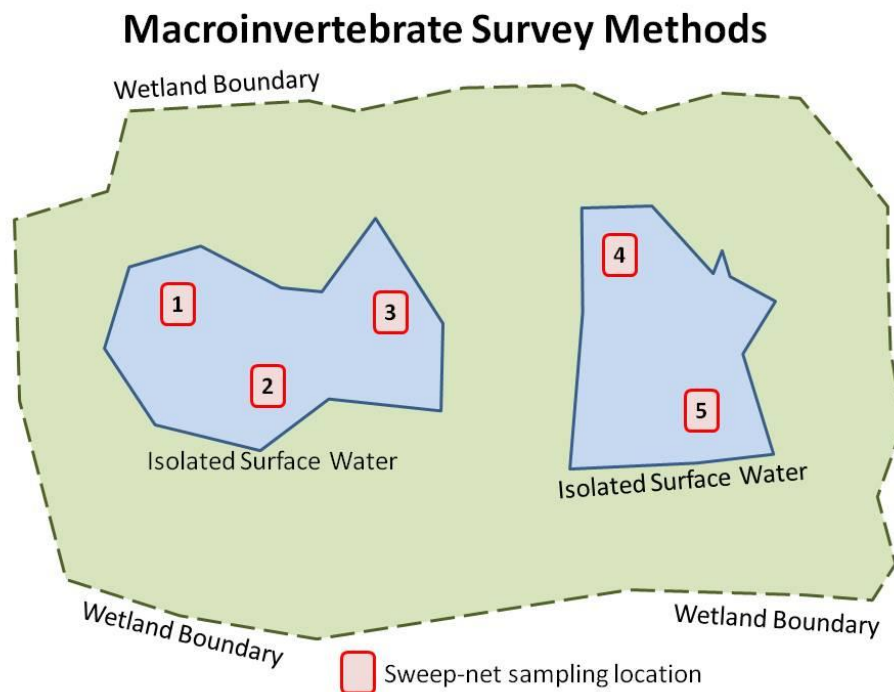 Macroinvertebrate Survey Methods
Wetland Boundary
1
2
3
Isolated Surface Water
4
5
Isolated Surface Water
Wetland Boundary
Wetland Boundary
Sweep-net sampling location